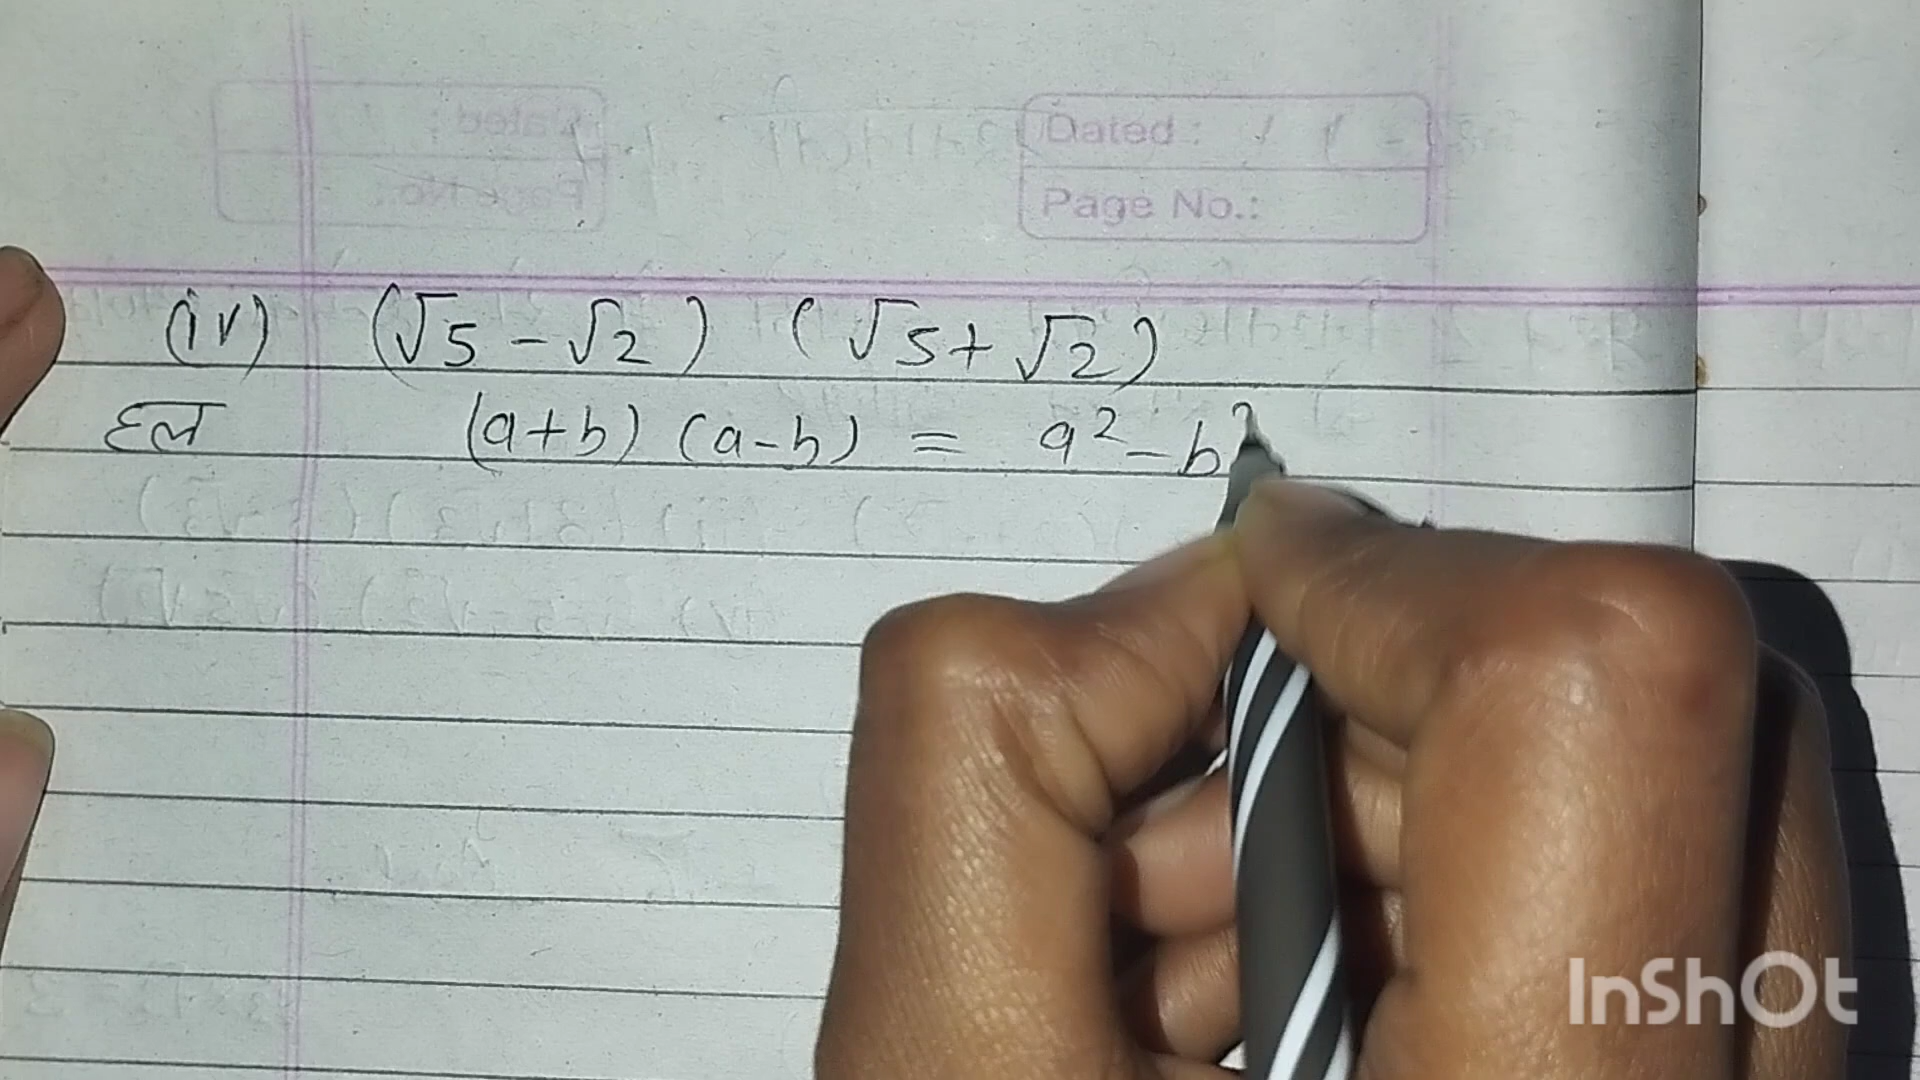 Dated :
Page No.:
(iv) (√5 - √2) (√5 + √2)
हल (a+b) (a-b) = a² - b²
InShOt